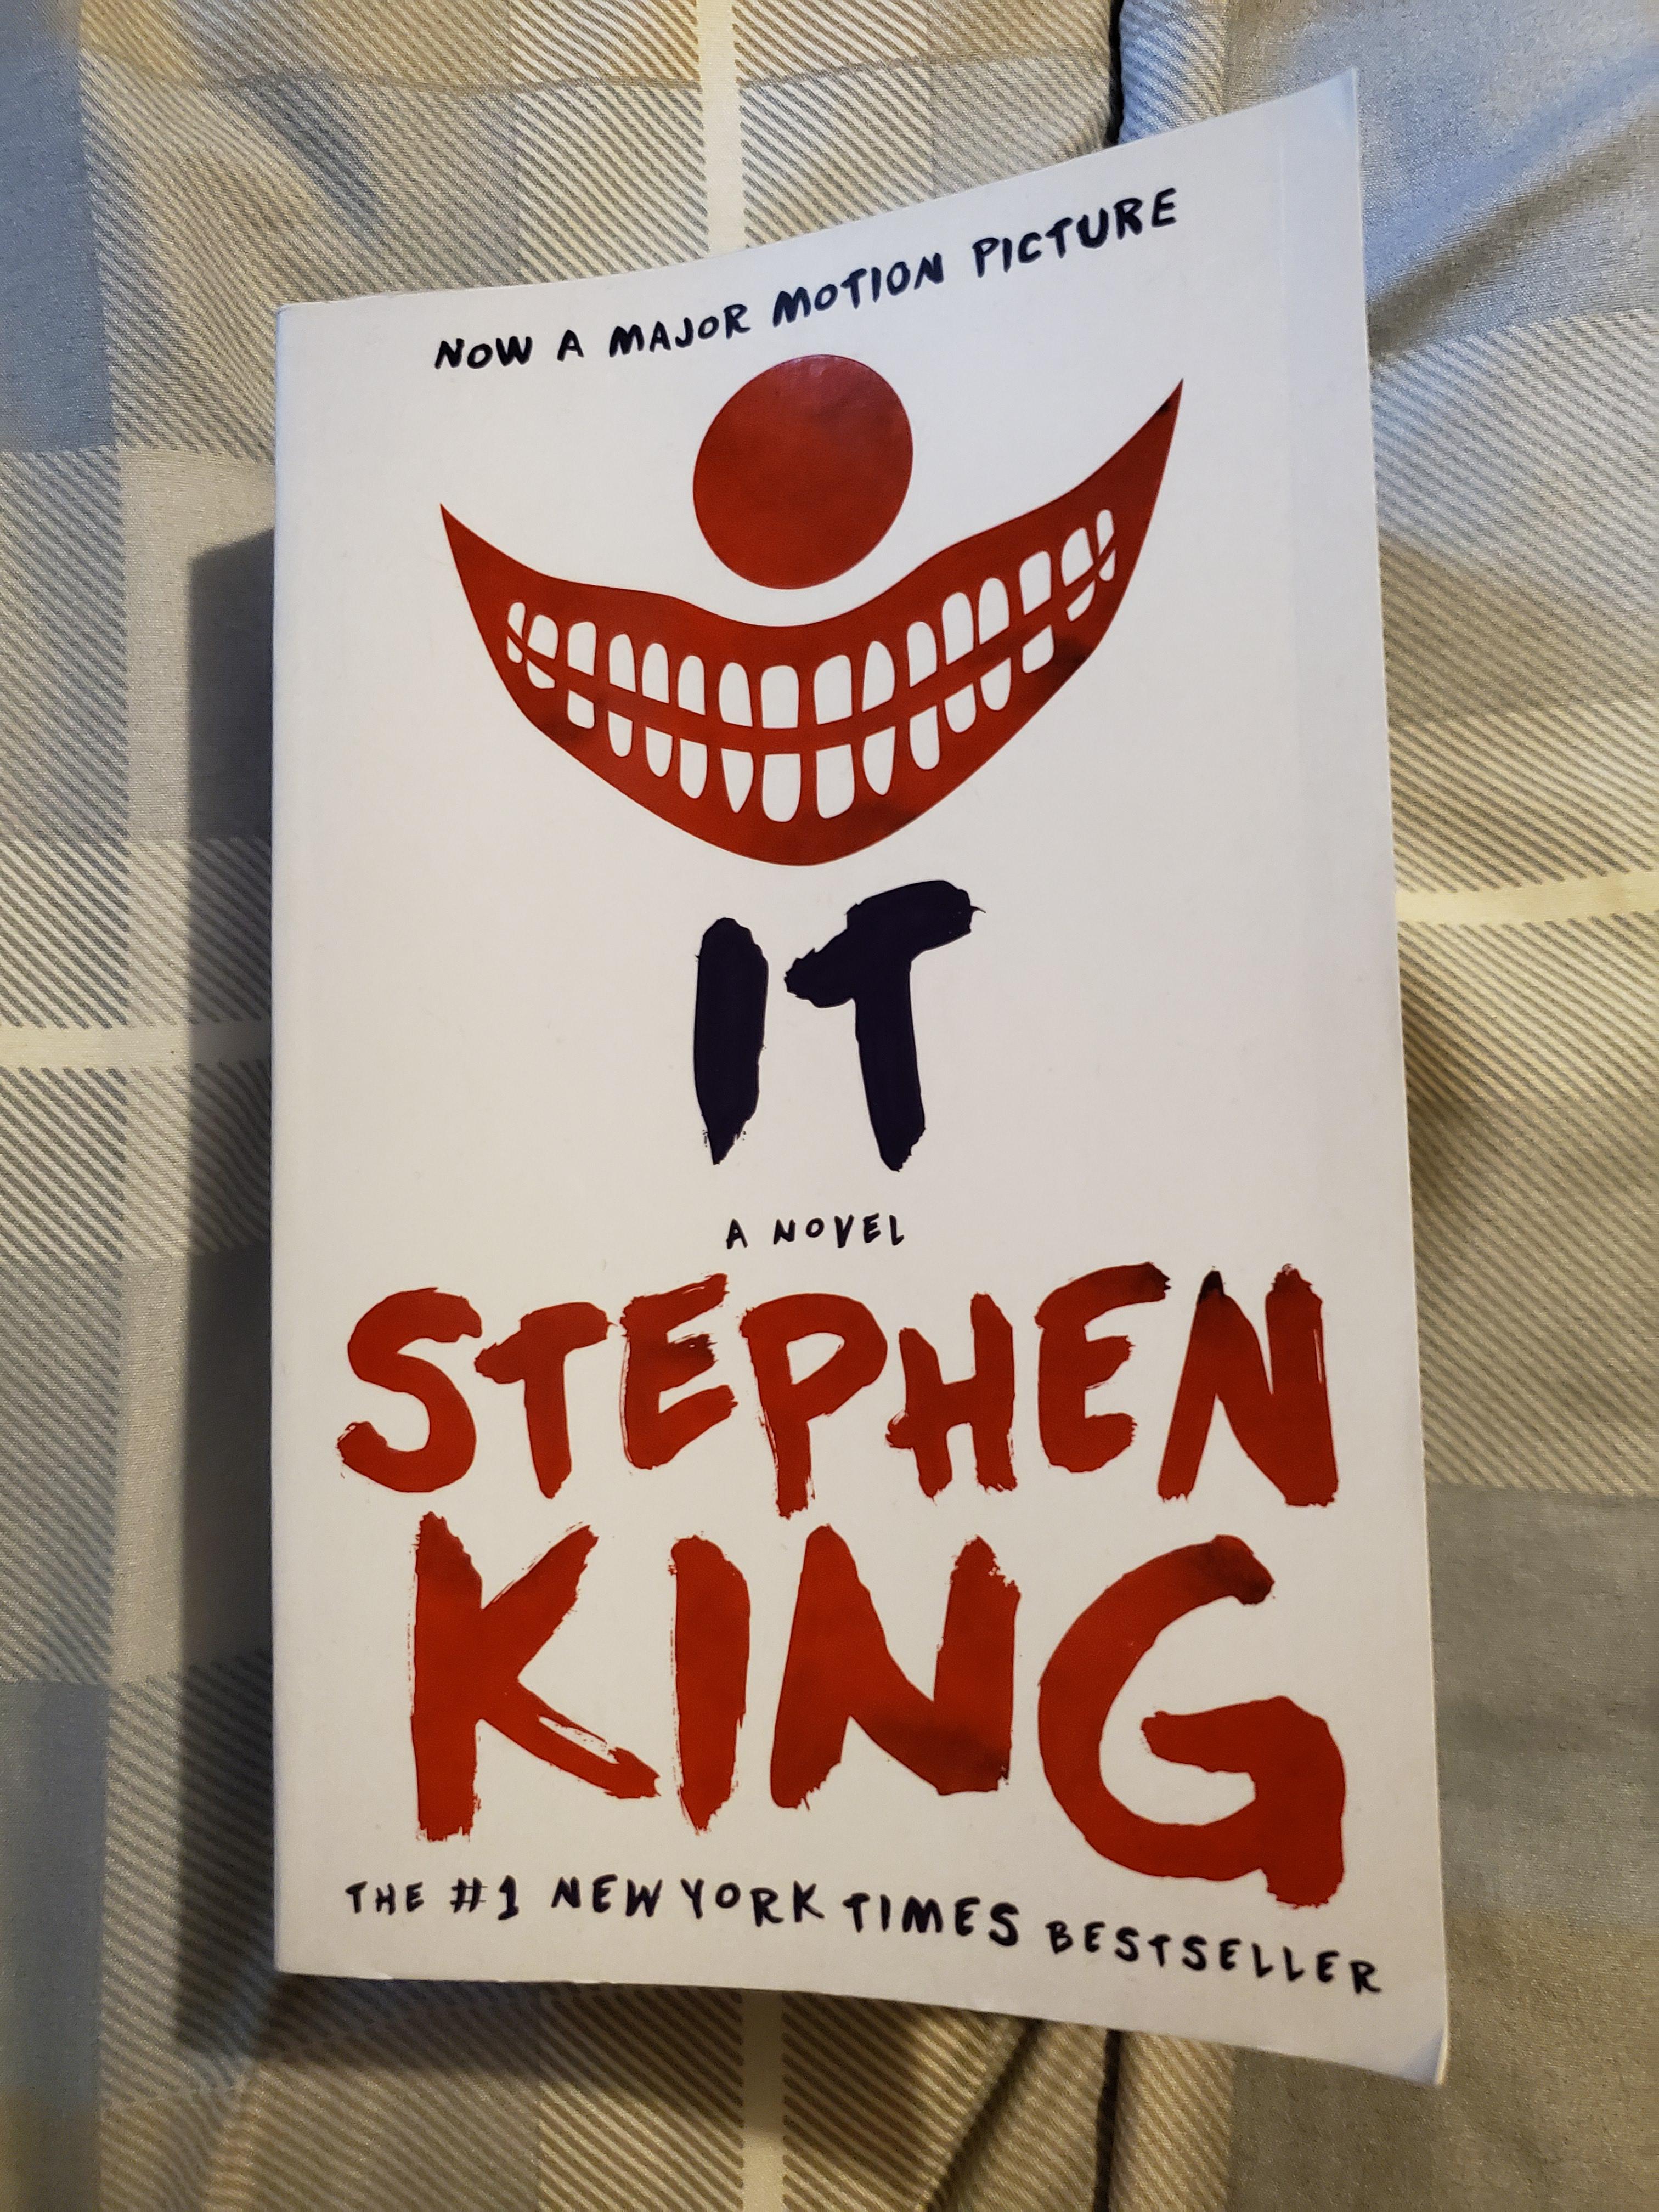 NOW A MAJOR MOTION PICTURE
IT
A NOVEL
STEPHEN
KING
THE #1 NEW YORK TIMES BESTSELLER